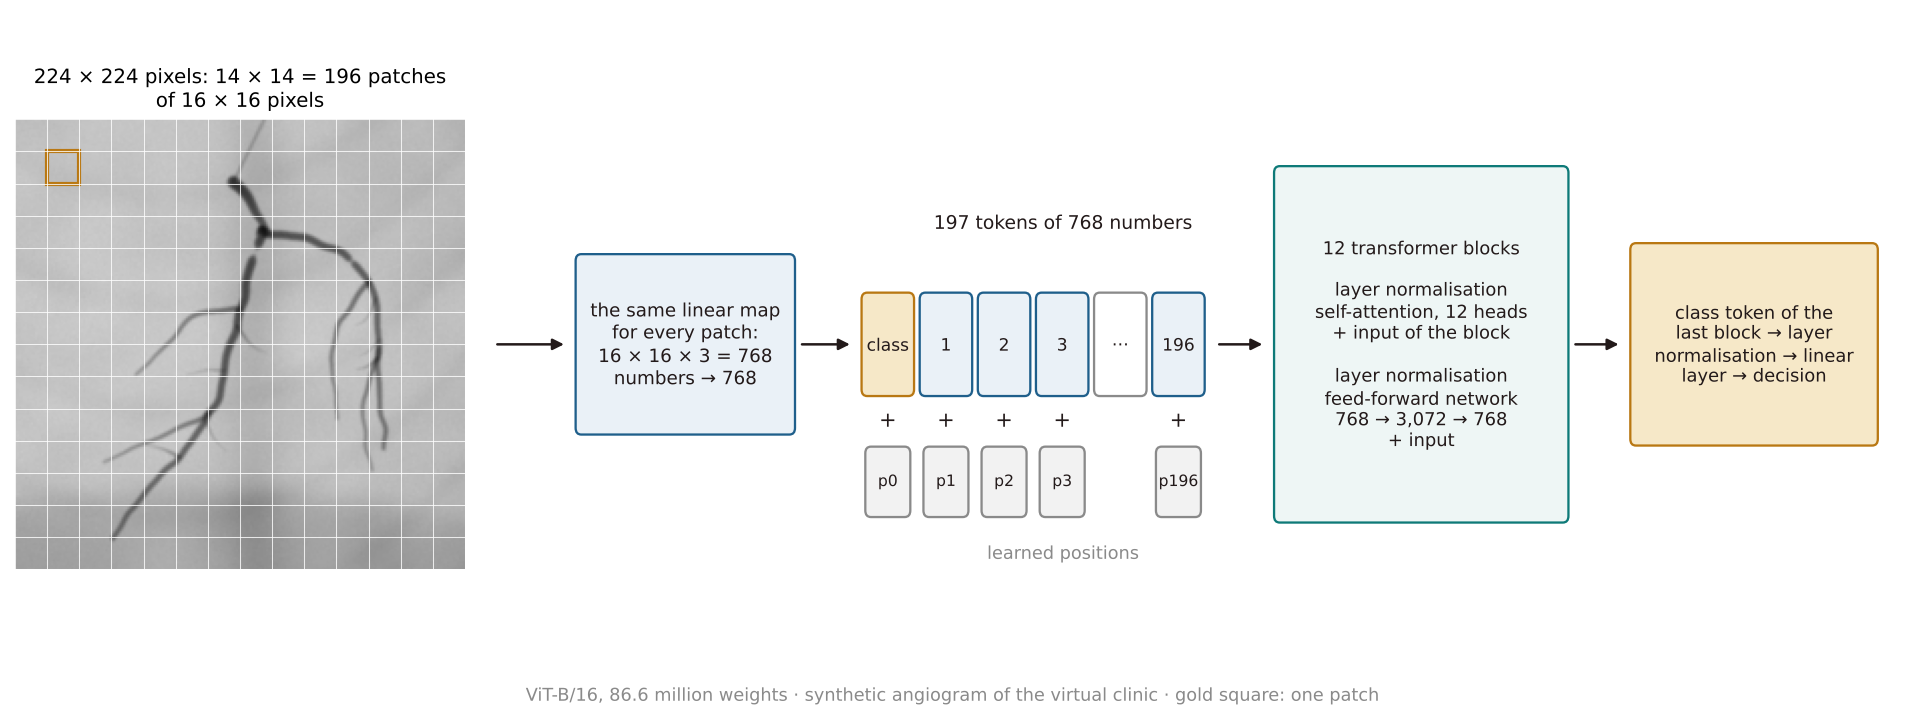 224 × 224 pixels: 14 × 14 = 196 patches
of 16 × 16 pixels
the same linear map
for every patch:
16 × 16 × 3 = 768
numbers → 768
197 tokens of 768 numbers
class 1 2 3 ... 196
+ + + + +
p0 p1 p2 p3 p196
learned positions
12 transformer blocks
layer normalisation
self-attention, 12 heads
+ input of the block
layer normalisation
feed-forward network
768 → 3,072 → 768
+ input
class token of the
last block → layer
normalisation → linear
layer → decision
ViT-B/16, 86.6 million weights · synthetic angiogram of the virtual clinic · gold square: one patch